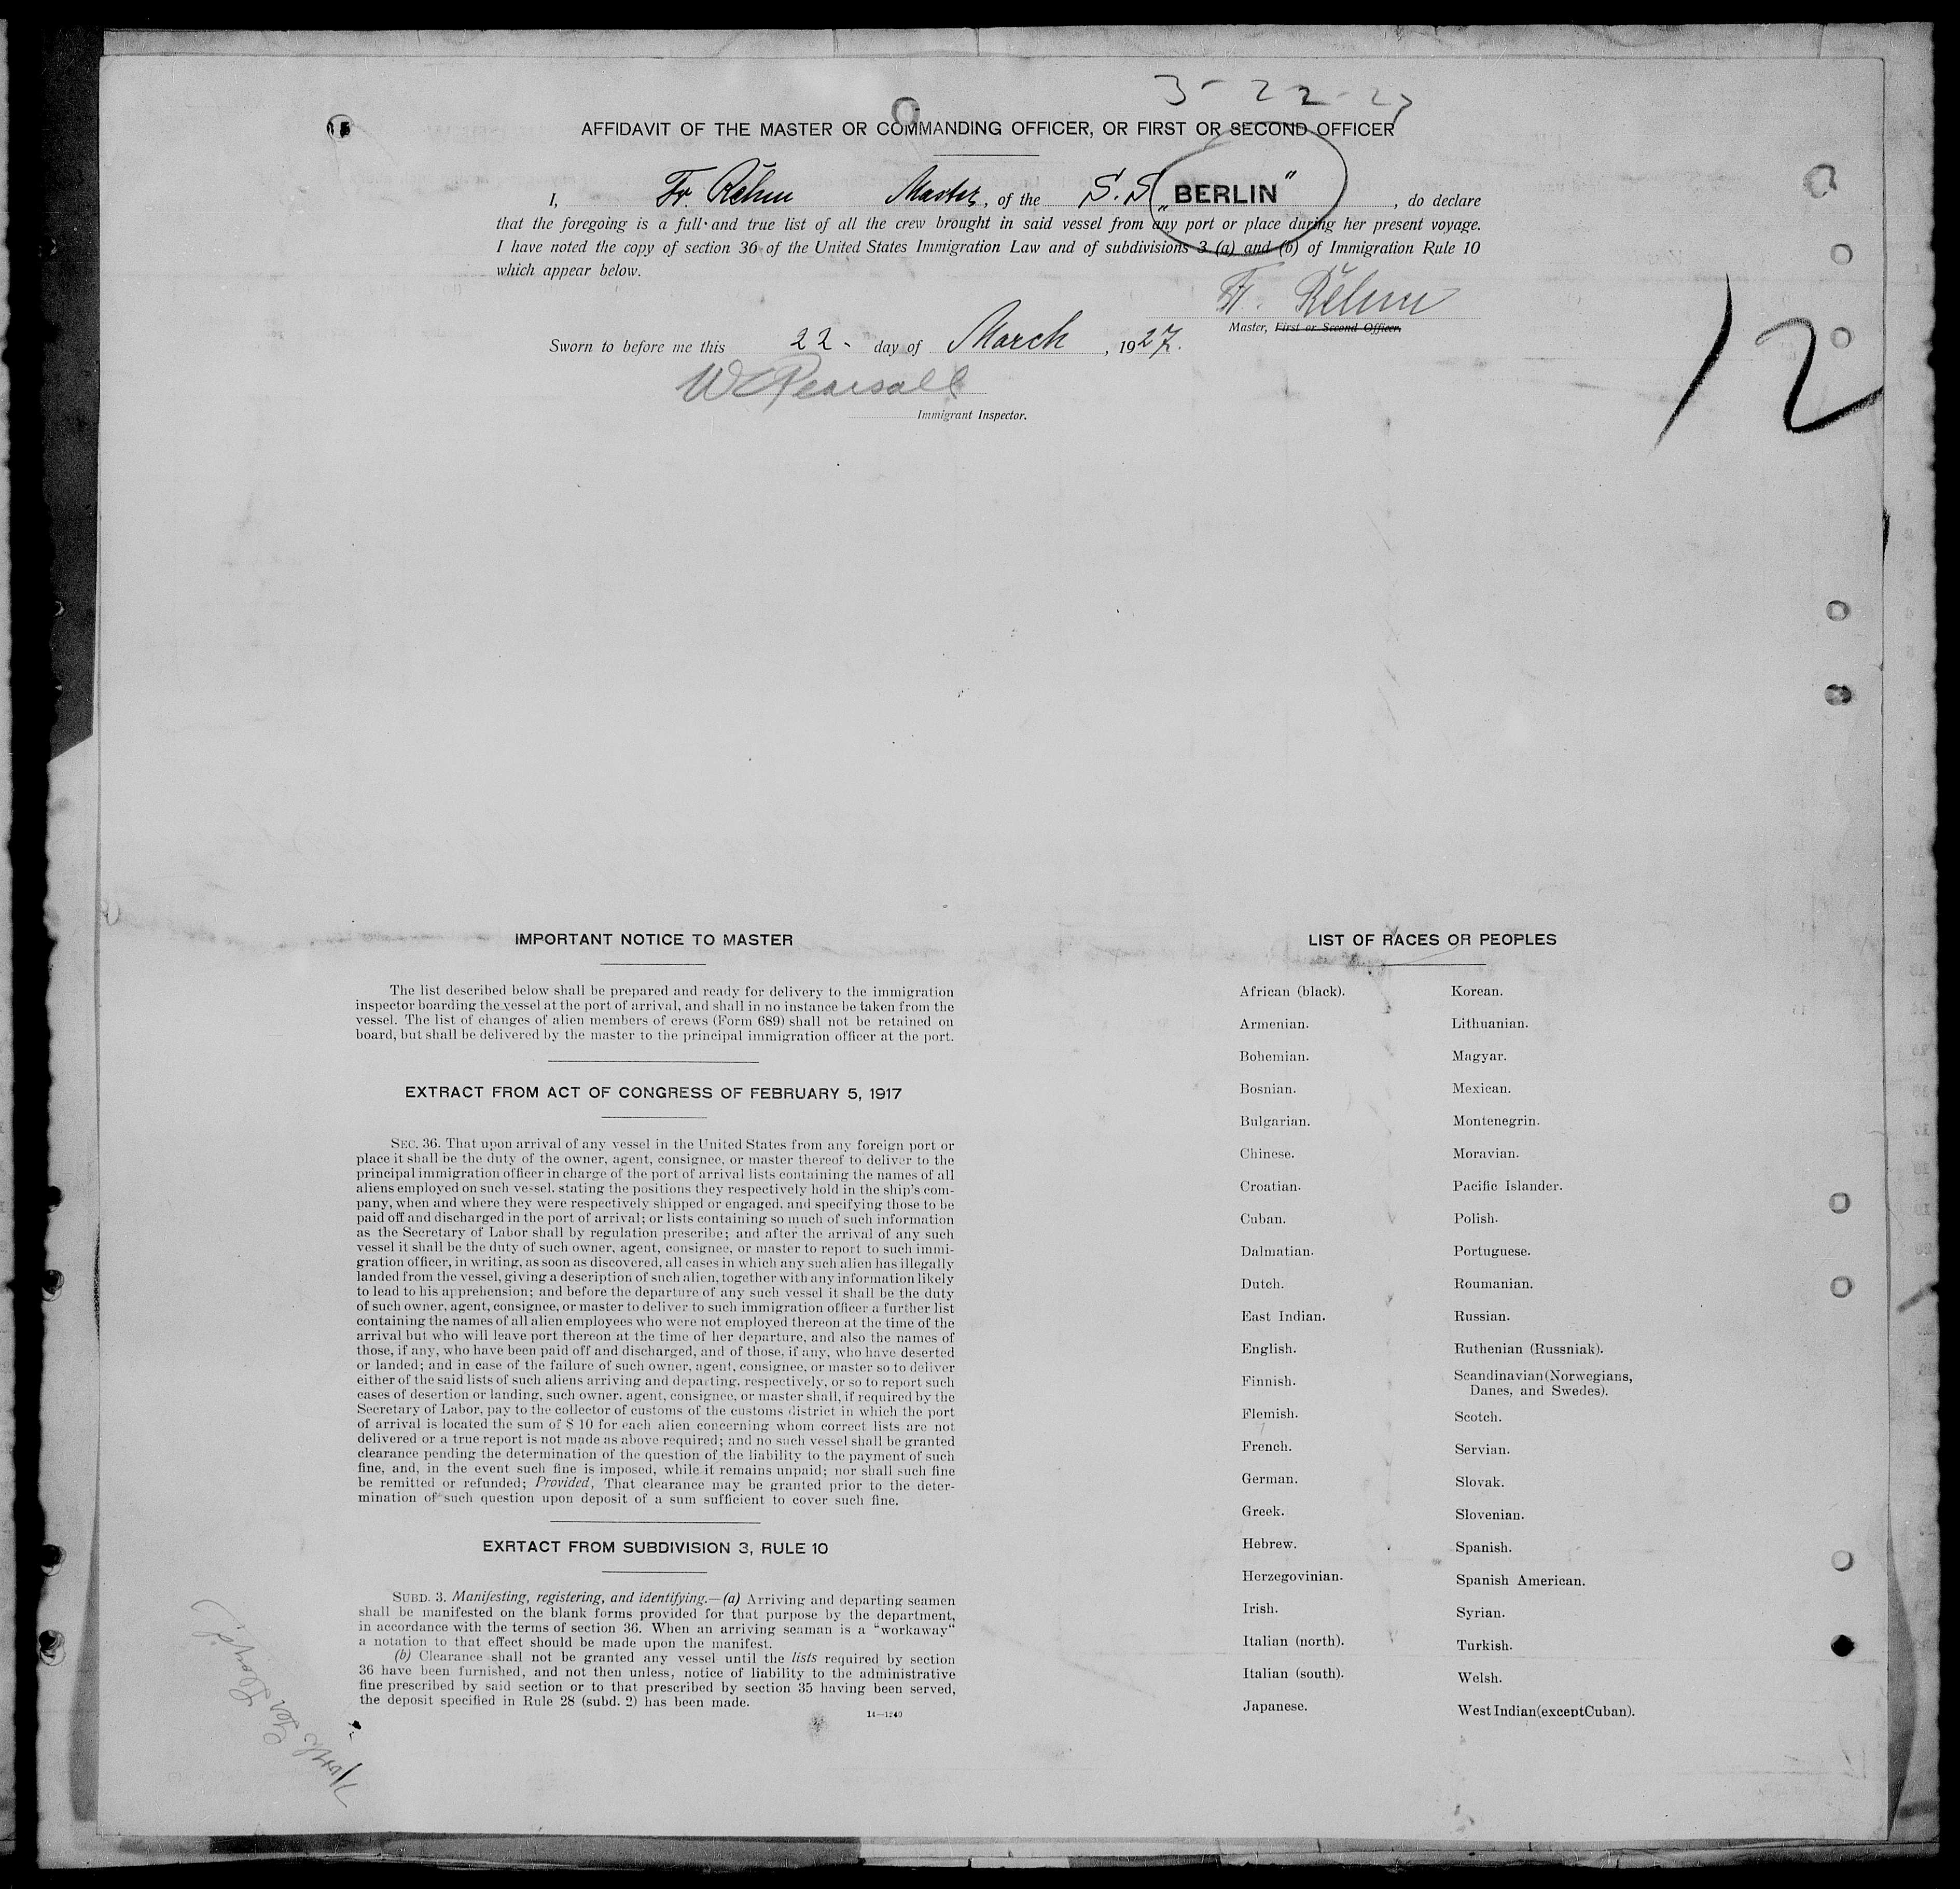 3-22-27
AFFIDAVIT OF THE MASTER OR COMMANDING OFFICER, OR FIRST OR SECOND OFFICER
I, Fr. Rehm Master, of the S.S. „BERLIN“, do declare
that the foregoing is a full and true list of all the crew brought in said vessel from any port or place during her present voyage.
I have noted the copy of section 36 of the United States Immigration Law and of subdivisions 3 (a) and (b) of Immigration Rule 10
which appear below.
Fr. Rehm
Master, First or Second Officer.
Sworn to before me this 22. day of March, 1927.
W Pearsall
Immigrant Inspector.
12
IMPORTANT NOTICE TO MASTER
The list described below shall be prepared and ready for delivery to the immigration
inspector boarding the vessel at the port of arrival, and shall in no instance be taken from the
vessel. The list of changes of alien members of crews (Form 689) shall not be retained on
board, but shall be delivered by the master to the principal immigration officer at the port.
EXTRACT FROM ACT OF CONGRESS OF FEBRUARY 5, 1917
SEC. 36. That upon arrival of any vessel in the United States from any foreign port or
place it shall be the duty of the owner, agent, consignee, or master thereof to deliver to the
principal immigration officer in charge of the port of arrival lists containing the names of all
aliens employed on such vessel, stating the positions they respectively hold in the ship's com-
pany, when and where they were respectively shipped or engaged, and specifying those to be
paid off and discharged in the port of arrival; or lists containing so much of such information
as the Secretary of Labor shall by regulation prescribe; and after the arrival of any such
vessel it shall be the duty of such owner, agent, consignee, or master to report to such immi-
gration officer, in writing, as soon as discovered, all cases in which any such alien has illegally
landed from the vessel, giving a description of such alien, together with any information likely
to lead to his apprehension; and before the departure of any such vessel it shall be the duty
of such owner, agent, consignee, or master to deliver to such immigration officer a further list
containing the names of all alien employees who were not employed thereon at the time of the
arrival but who will leave port thereon at the time of her departure, and also the names of
those, if any, who have been paid off and discharged, and of those, if any, who have deserted
or landed; and in case of the failure of such owner, agent, consignee, or master so to deliver
either of the said lists of such aliens arriving and departing, respectively, or so to report such
cases of desertion or landing, such owner, agent, consignee, or master shall, if required by the
Secretary of Labor, pay to the collector of customs of the customs district in which the port
of arrival is located the sum of $ 10 for each alien concerning whom correct lists are not
delivered or a true report is not made as above required; and no such vessel shall be granted
clearance pending the determination of the question of the liability to the payment of such
fine, and, in the event such fine is imposed, while it remains unpaid; nor shall such fine
be remitted or refunded; Provided, That clearance may be granted prior to the deter-
mination of such question upon deposit of a sum sufficient to cover such fine.
EXRTACT FROM SUBDIVISION 3, RULE 10
SUBD. 3. Manifesting, registering, and identifying.—(a) Arriving and departing seamen
shall be manifested on the blank forms provided for that purpose by the department,
in accordance with the terms of section 36. When an arriving seaman is a “workaway“
a notation to that effect should be made upon the manifest.
(b) Clearance shall not be granted any vessel until the lists required by section
36 have been furnished, and not then unless, notice of liability to the administrative
fine prescribed by said section or to that prescribed by section 35 having been served,
the deposit specified in Rule 28 (subd. 2) has been made.
14—1240
North Ger Lloyd.
LIST OF RACES OR PEOPLES
African (black).
Armenian.
Bohemian.
Bosnian.
Bulgarian.
Chinese.
Croatian.
Cuban.
Dalmatian.
Dutch.
East Indian.
English.
Finnish.
Flemish.
French.
German.
Greek.
Hebrew.
Herzegovinian.
Irish.
Italian (north).
Italian (south).
Japanese.
Korean.
Lithuanian.
Magyar.
Mexican.
Montenegrin.
Moravian.
Pacific Islander.
Polish.
Portuguese.
Roumanian.
Russian.
Ruthenian (Russniak).
Scandinavian(Norwegians,
Danes, and Swedes).
Scotch.
Servian.
Slovak.
Slovenian.
Spanish.
Spanish American.
Syrian.
Turkish.
Welsh.
West Indian(exceptCuban).